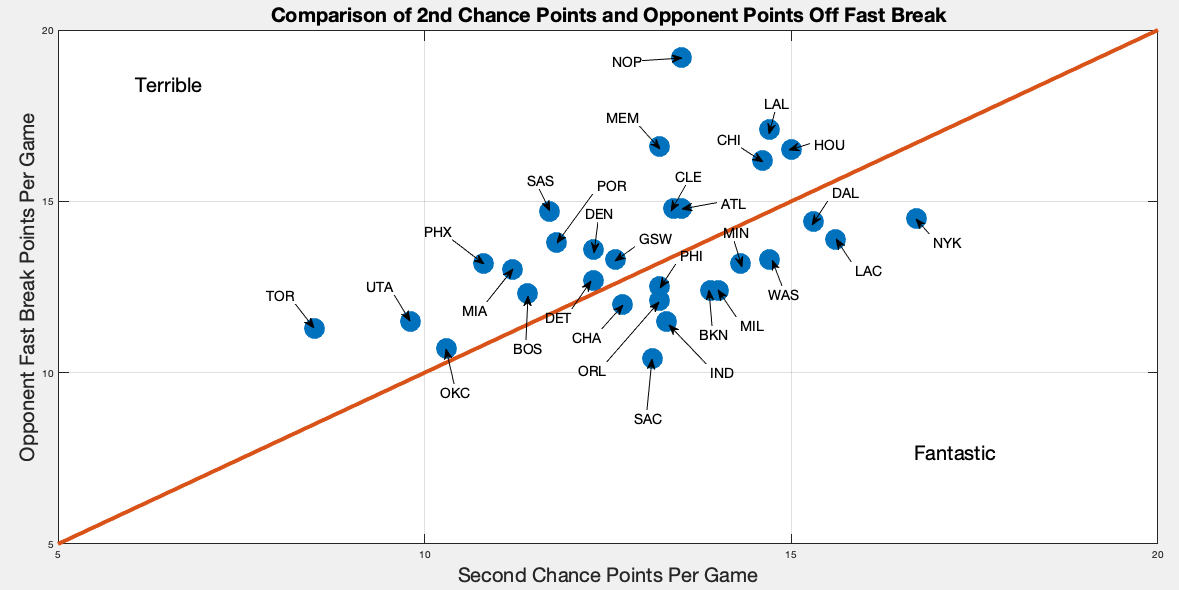 Comparison of 2nd Chance Points and Opponent Points Off Fast Break
20
NOP
Terrible
LAL
MEM
CHI
HOU
CLE
SAS
POR
DAL
15
ATL
DEN
PHX
MIN
GSW
NYK
PHI
LAC
UTA
TOR
WAS
MIA
DET
MIL
BKN
CHA
BOS
ORL
IND
10
OKC
SAC
Fantastic
5
5
10
15
20
Opponent Fast Break Points Per Game
Second Chance Points Per Game